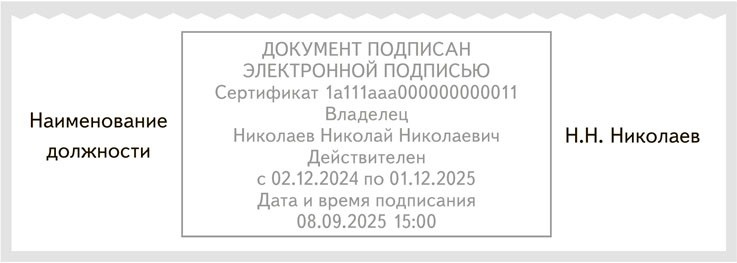 Наименование
должности
ДОКУМЕНТ ПОДПИСАН
ЭЛЕКТРОННОЙ ПОДПИСЬЮ
Сертификат 1a111aaa000000000011
Владелец
Николаев Николай Николаевич
Действителен
с 02.12.2024 по 01.12.2025
Дата и время подписания
08.09.2025 15:00
Н.Н. Николаев